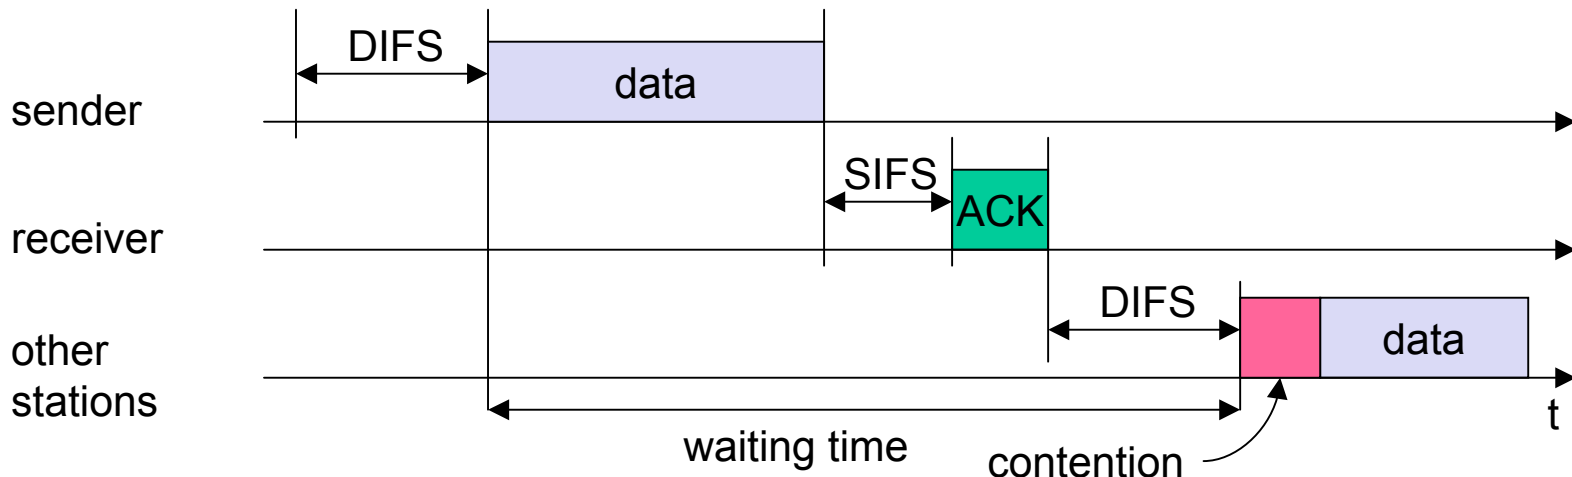 DIFS
data
sender
SIFS
ACK
receiver
DIFS
data
other
stations
t
waiting time
contention